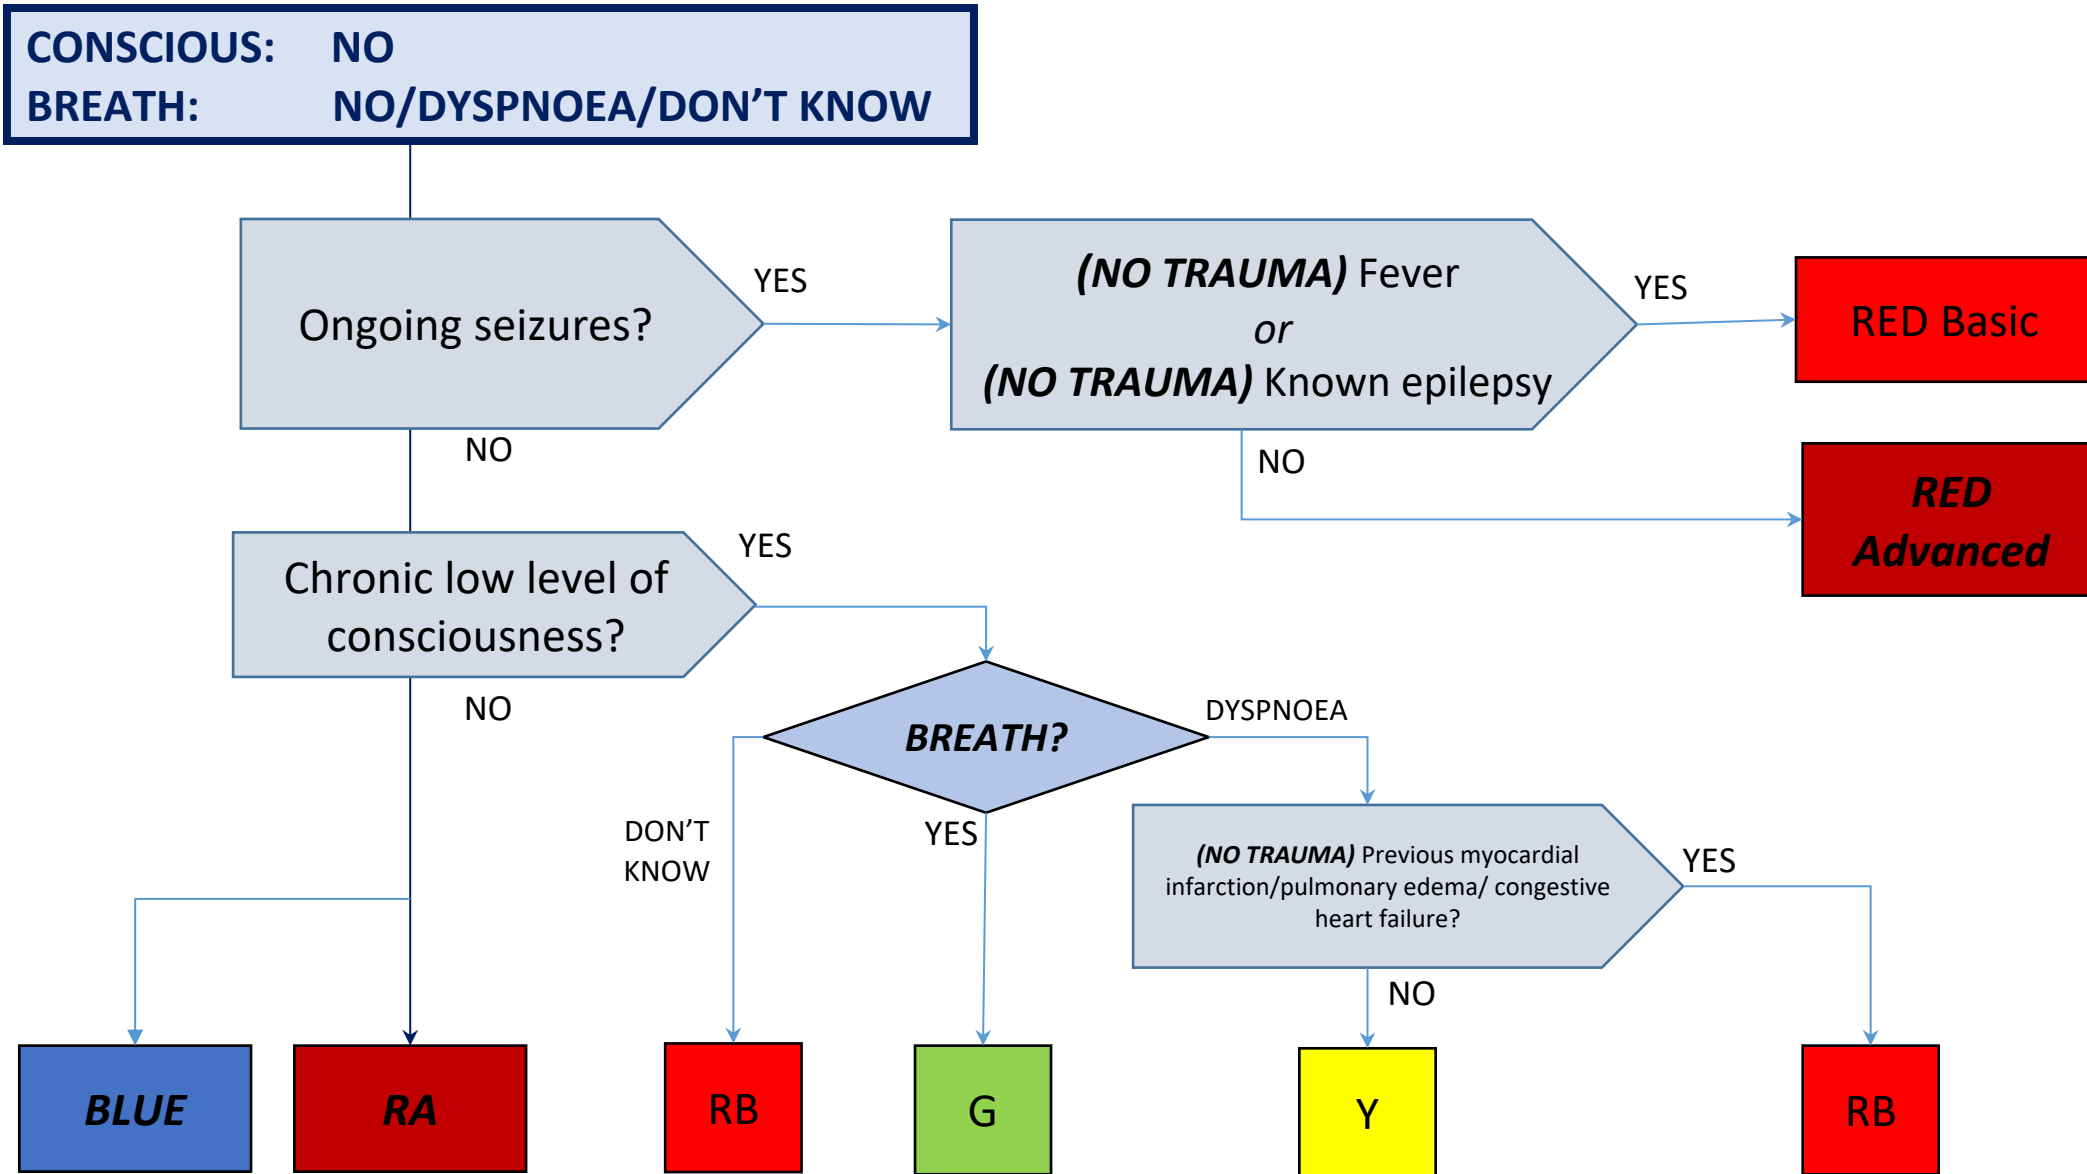 CONSCIOUS: NO
BREATH: NO/DYSPNOEA/DON'T KNOW
Ongoing seizures?
YES
(NO TRAUMA) Fever
or
(NO TRAUMA) Known epilepsy
YES
RED Basic
NO
NO
RED
Advanced
Chronic low level of
consciousness?
YES
NO
BREATH?
DYSPNOEA
DON'T
KNOW
YES
(NO TRAUMA) Previous myocardial
infarction/pulmonary edema/ congestive
heart failure?
YES
NO
BLUE
RA
RB
G
Y
RB